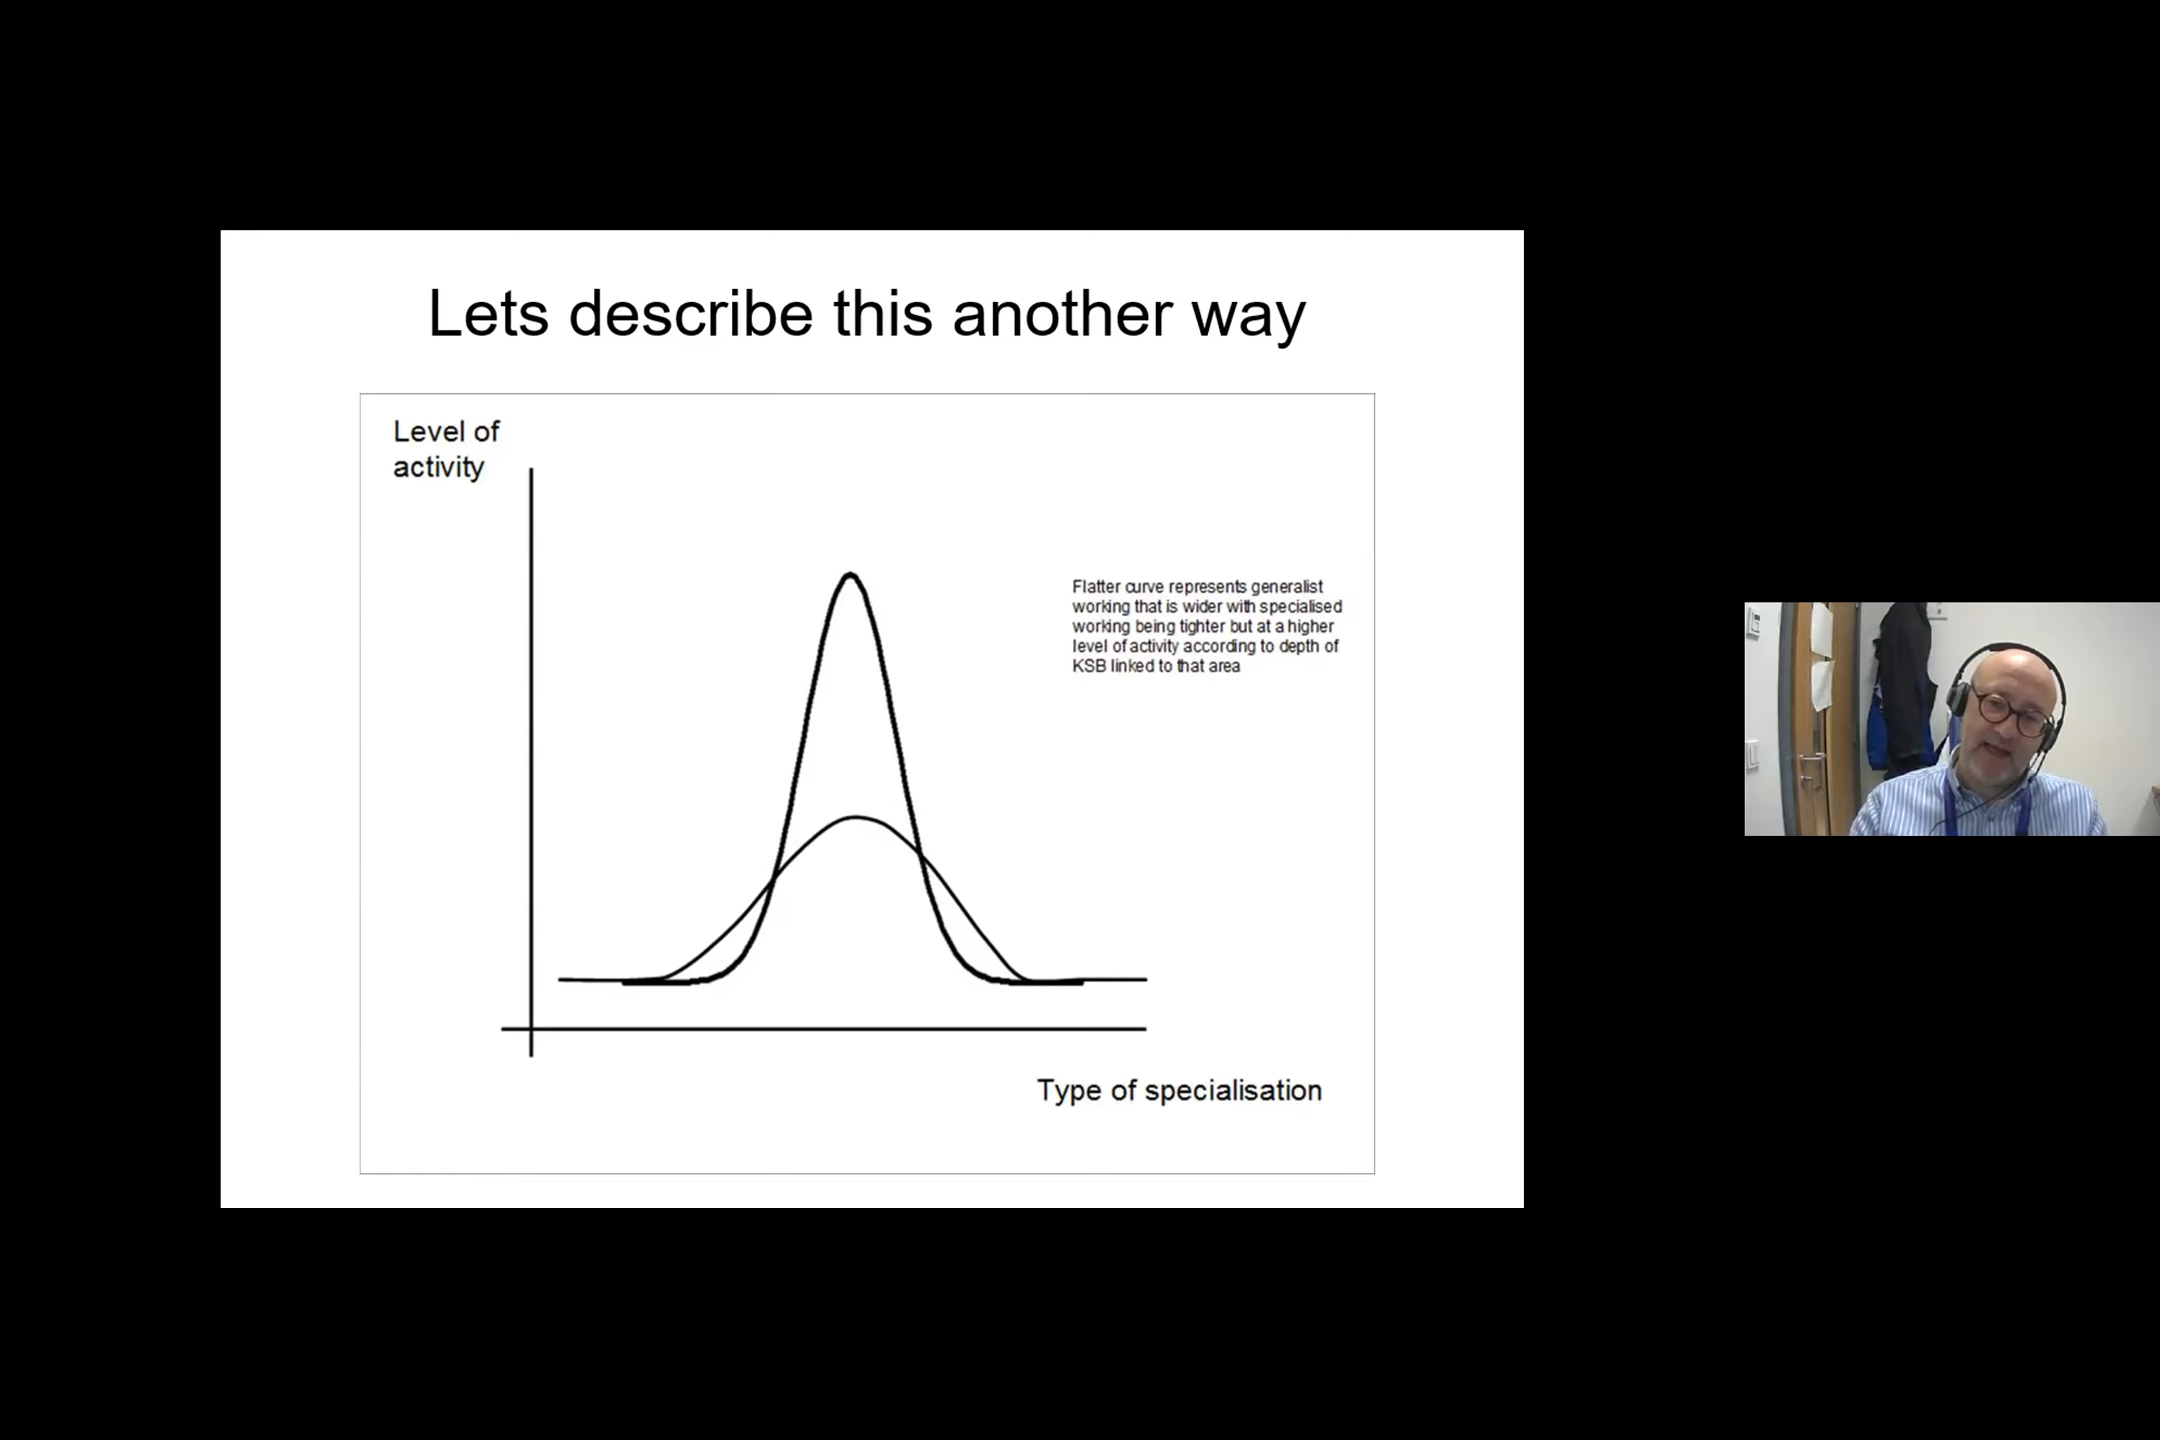 Lets describe this another way
Level of
activity
Flatter curve represents generalist
working that is wider with specialised
working being tighter but at a higher
level of activity according to depth of
KSB linked to that area
Type of specialisation